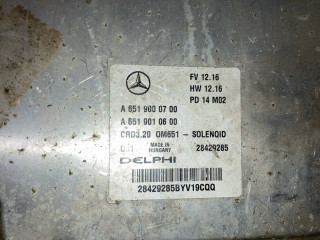 FV 12.16
HW 12.16
PD 14 M02
A 651 900 07 00
A 651 901 06 00
CRD3.20 OM651 - SOLENOID
MADE IN
HUNGARY
28429285
DELPHI
28429285BYV19CQQ